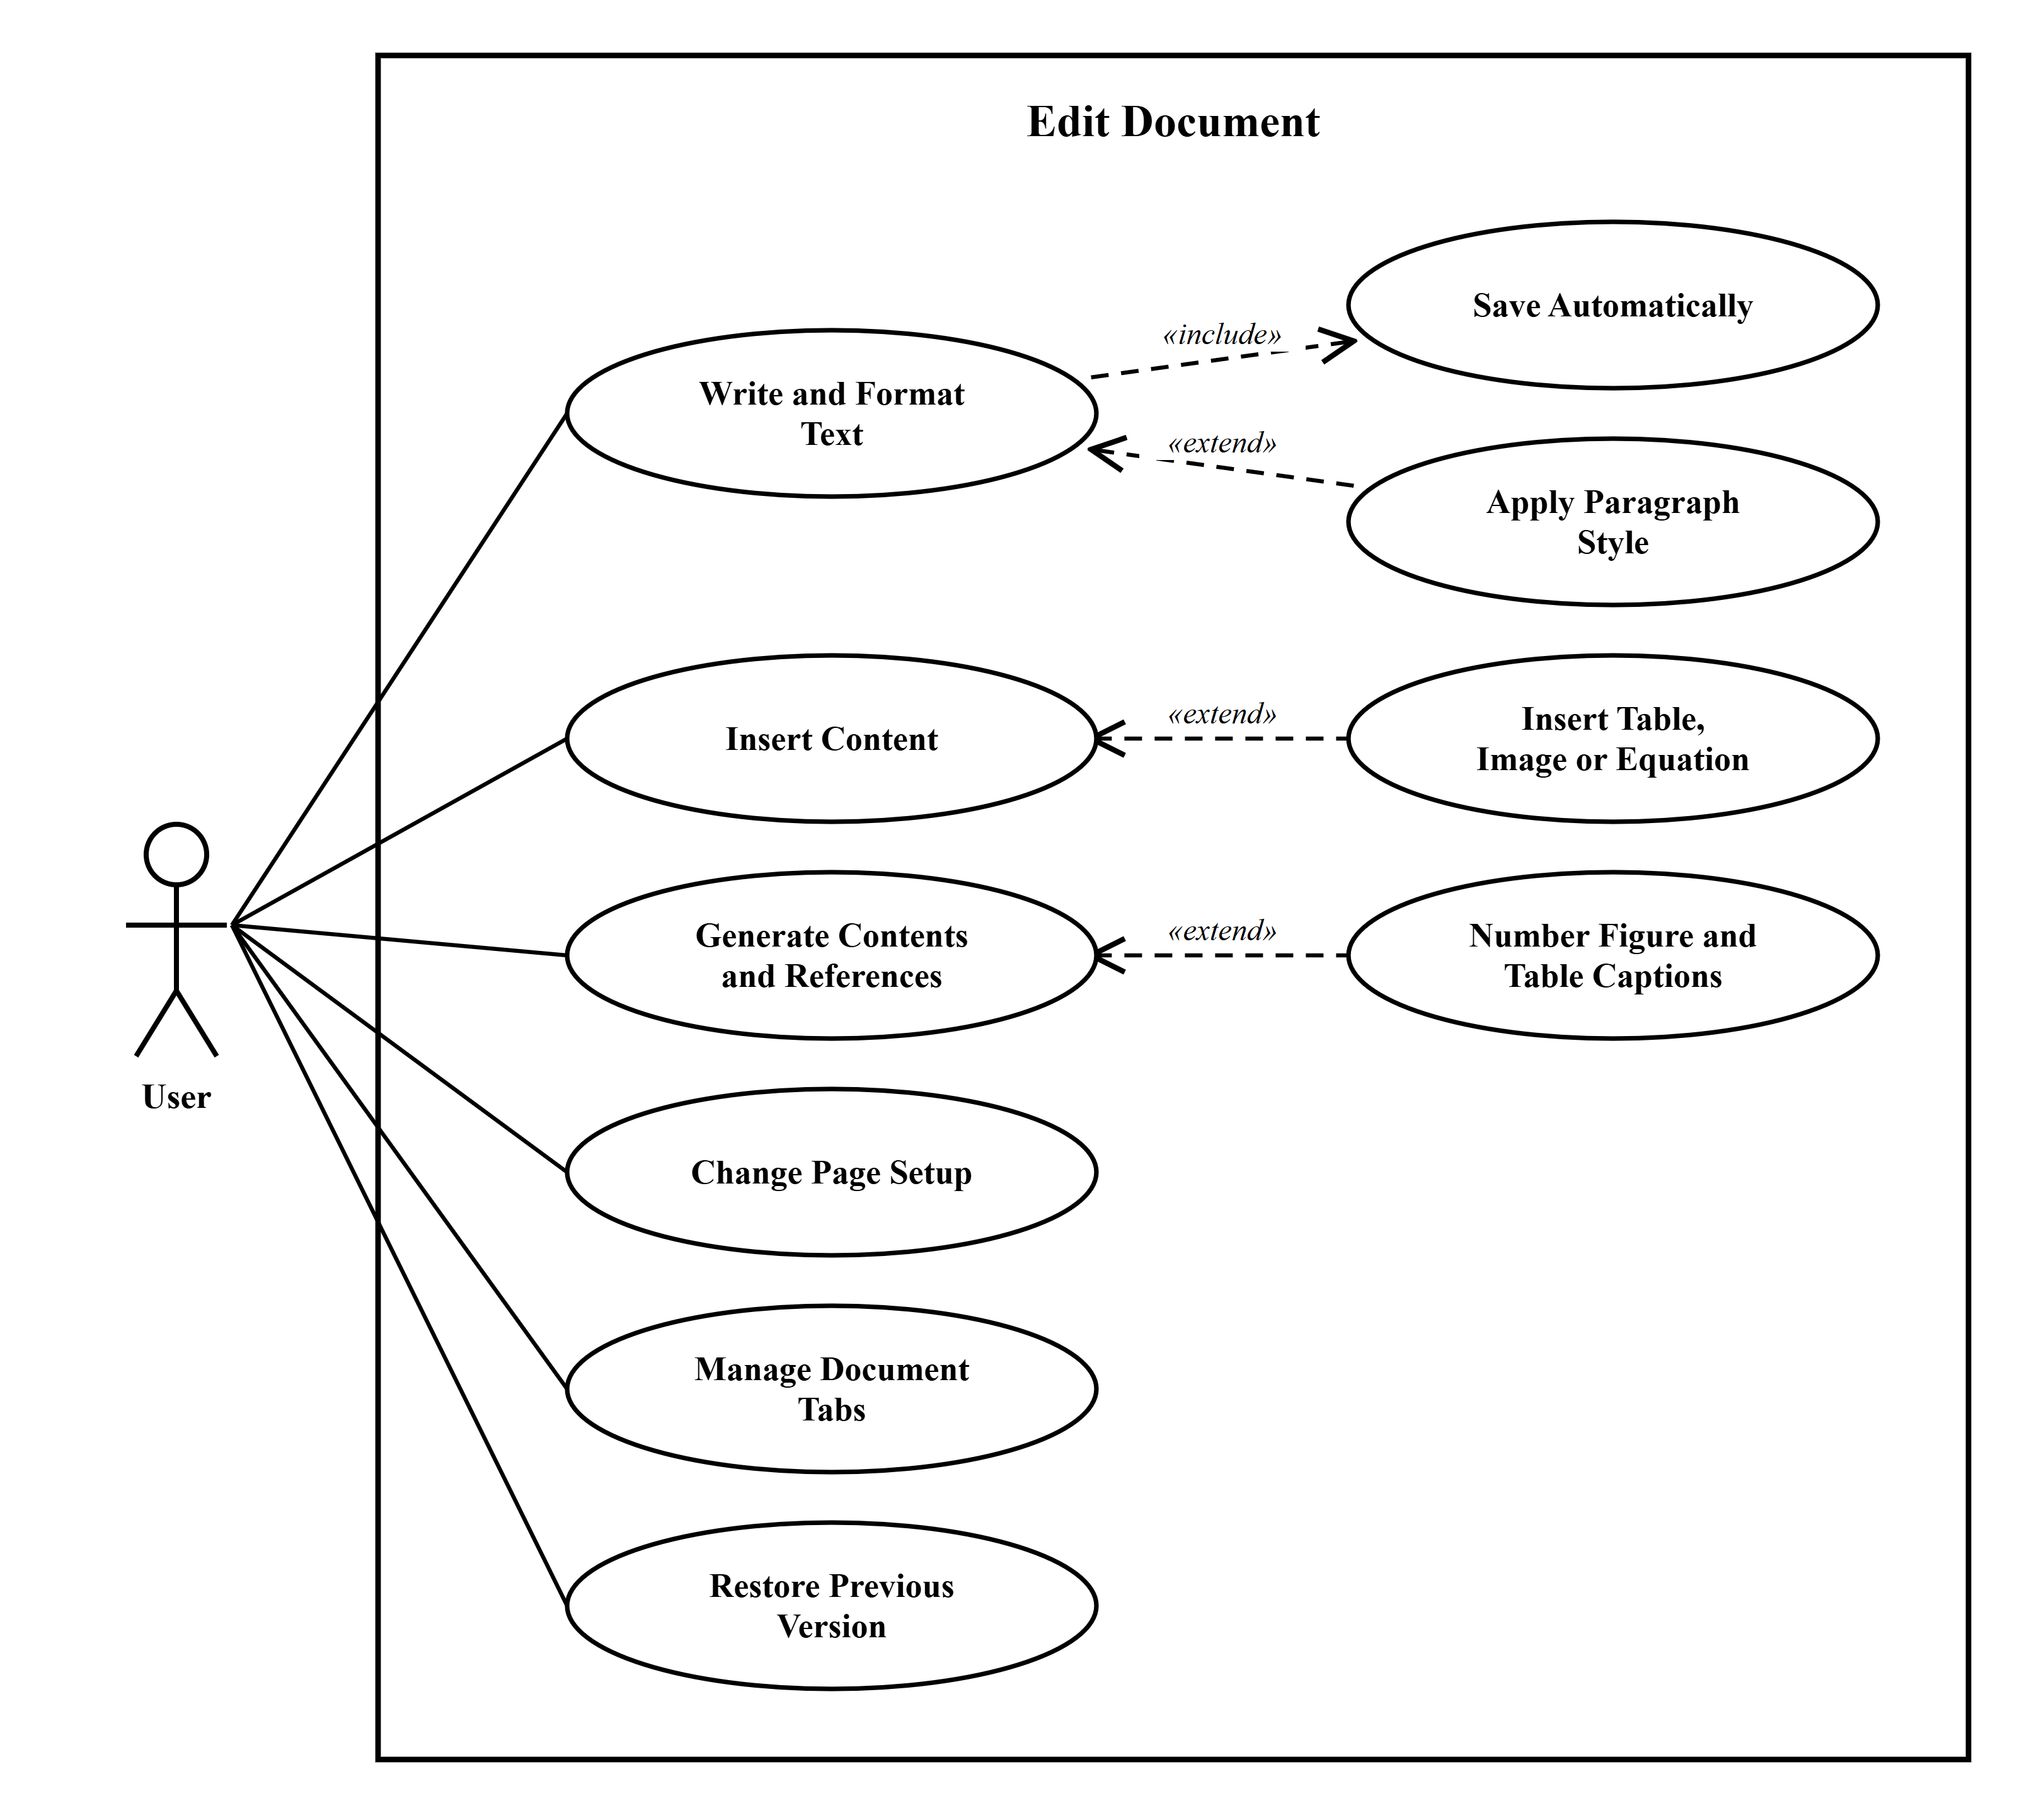 Edit Document
Save Automatically
«include»
Write and Format
Text
«extend»
Apply Paragraph
Style
Insert Content
«extend»
Insert Table,
Image or Equation
Generate Contents
and References
«extend»
Number Figure and
Table Captions
User
Change Page Setup
Manage Document
Tabs
Restore Previous
Version